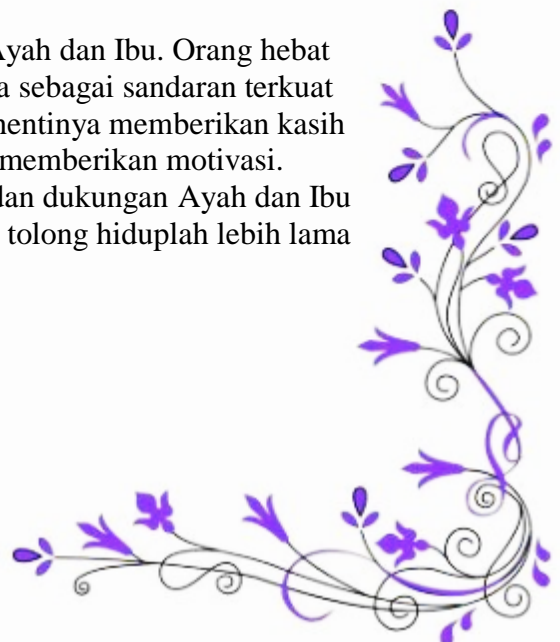 Ayah dan Ibu. Orang hebat
a sebagai sandaran terkuat
nentinya memberikan kasih
memberikan motivasi.
dan dukungan Ayah dan Ibu
tolong hiduplah lebih lama